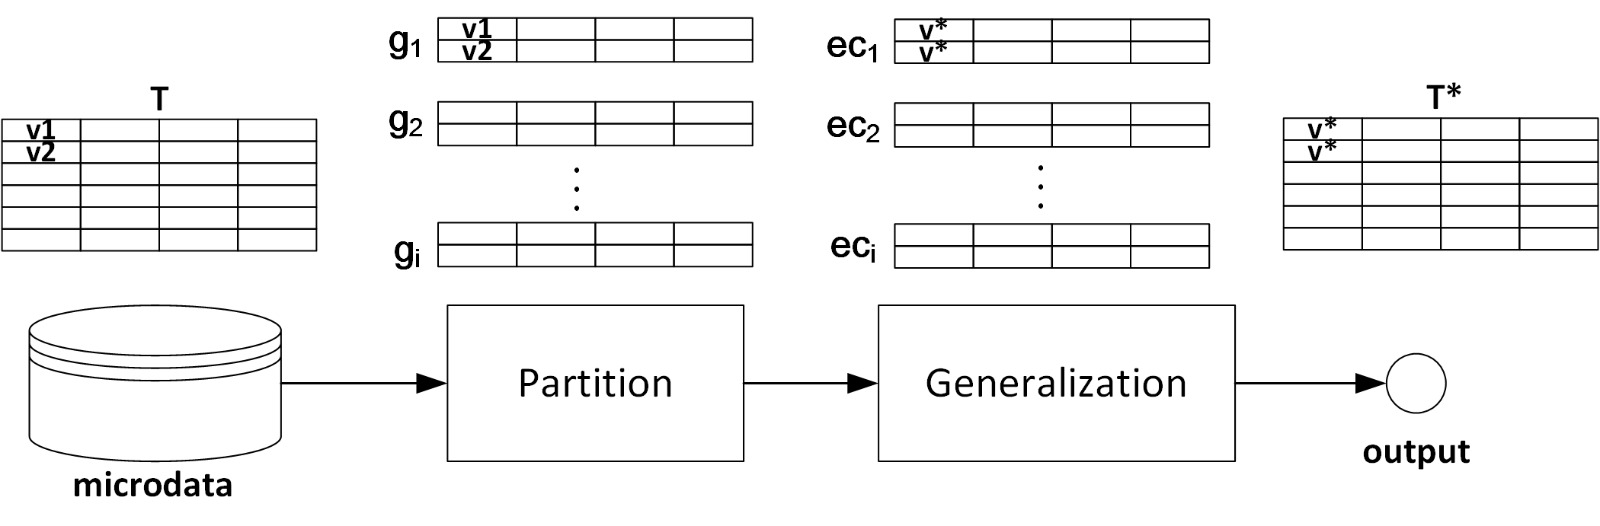 T
v1
v2
g1
v1
v2
g2
gi
ec1
v*
v*
ec2
eci
T*
v*
v*
microdata
Partition
Generalization
output